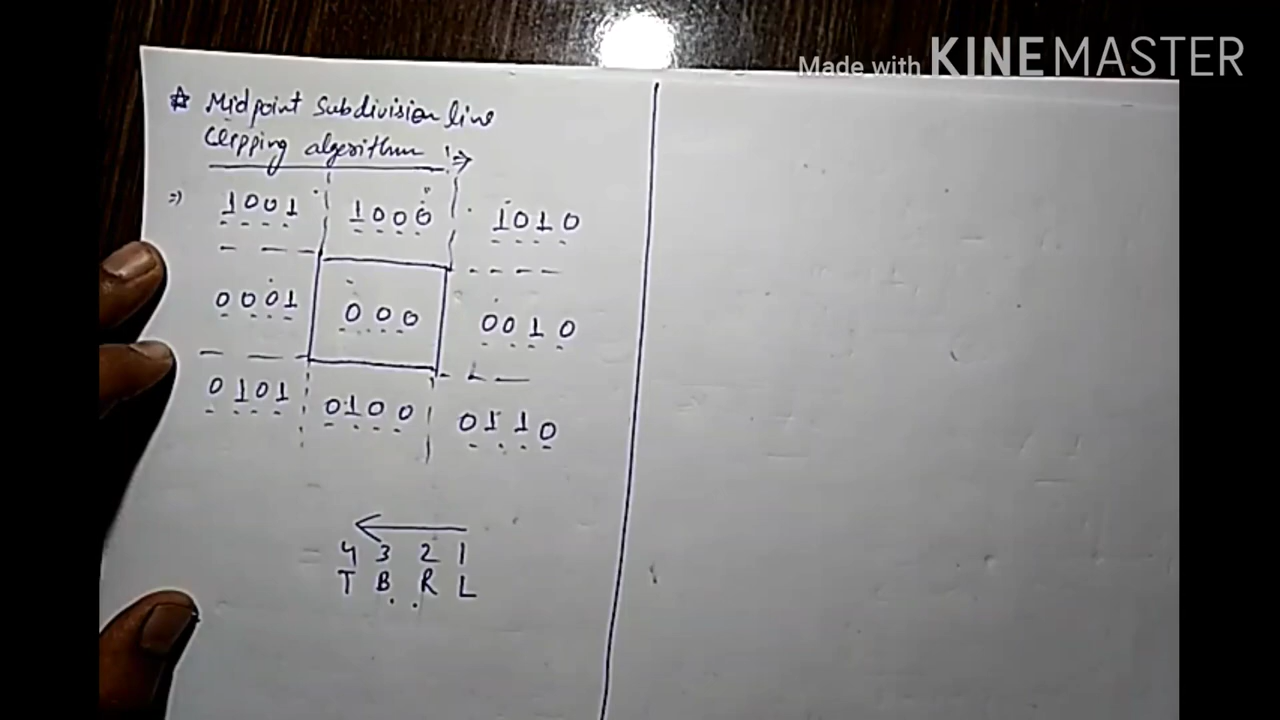 Made with KINEMASTER
☆ Midpoint Subdivision line
Clipping algorithm :⇒
⇒ 1001 1000 1010
0001 000 0010
0101 0100 0110
←
= 4 3 2 1
T B R L